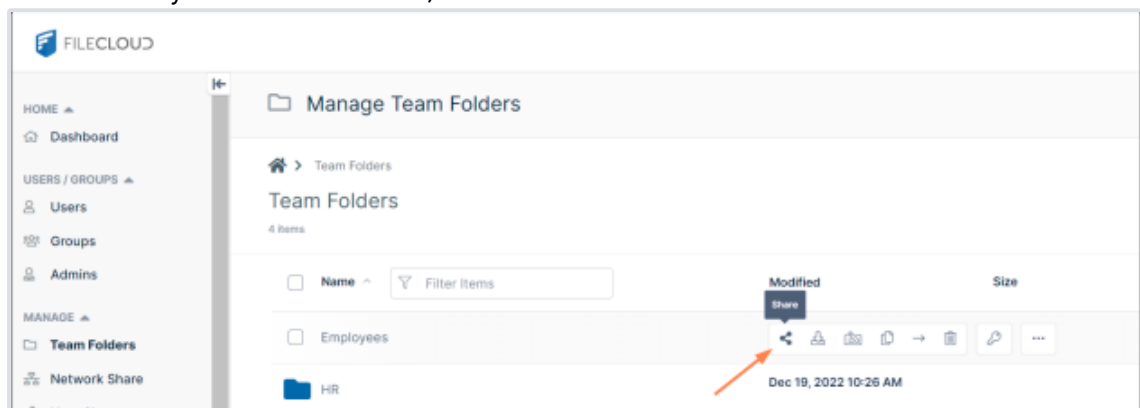 FILECLOUD
HOME
Dashboard
USERS / GROUPS
Users
Groups
Admins
MANAGE
Team Folders
Network Share
Manage Team Folders
Team Folders
Team Folders
4 items
Name Filter Items Modified Size
Share
Employees
HR Dec 19, 2022 10:26 AM